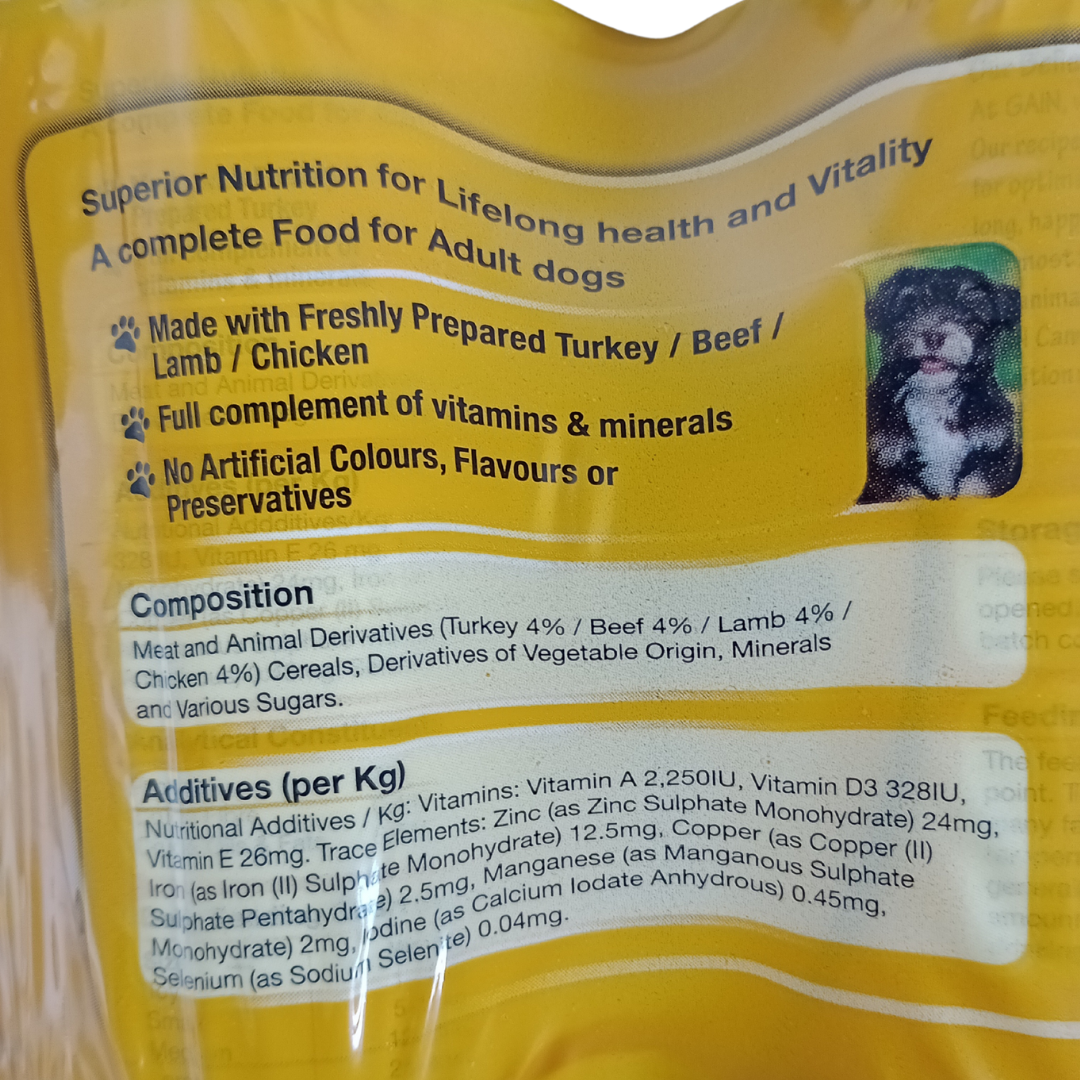 Superior Nutrition for Lifelong health and Vitality
A complete Food for Adult dogs
Made with Freshly Prepared Turkey / Beef /
Lamb / Chicken
Full complement of vitamins & minerals
No Artificial Colours, Flavours or
Preservatives
Composition
Meat and Animal Derivatives (Turkey 4% / Beef 4% / Lamb 4% /
Chicken 4%) Cereals, Derivatives of Vegetable Origin, Minerals
and Various Sugars.
Additives (per Kg)
Nutritional Additives / Kg: Vitamins: Vitamin A 2,250IU, Vitamin D3 328IU,
Vitamin E 26mg. Trace Elements: Zinc (as Zinc Sulphate Monohydrate) 24mg,
Iron (as Iron (II) Sulphate Monohydrate) 12.5mg, Copper (as Copper (II)
Sulphate Pentahydrate) 2.5mg, Manganese (as Manganous Sulphate
Monohydrate) 2mg, Iodine (as Calcium Iodate Anhydrous) 0.45mg,
Selenium (as Sodium Selenite) 0.04mg.
At GAIN,